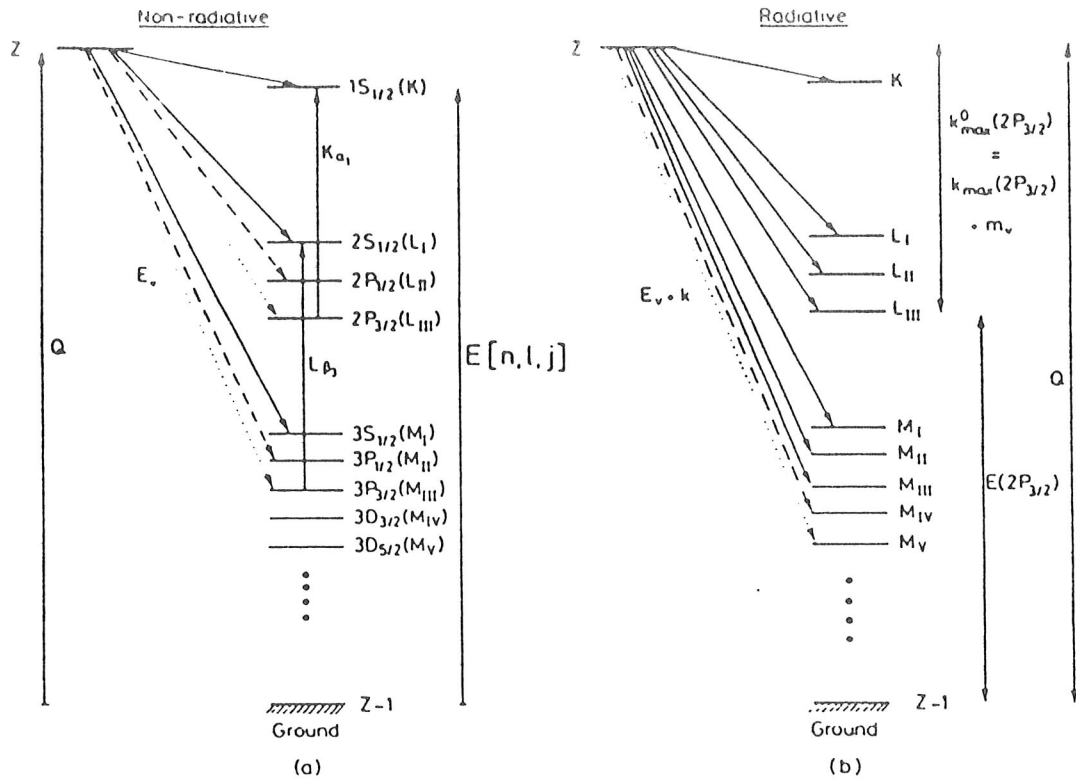 Non-radiative
Z
1S1/2(K)
Kα1
2S1/2(LI)
2P1/2(LII)
2P3/2(LIII)
Eν
Q
Lβ3
E[n,l,j]
3S1/2(MI)
3P1/2(MII)
3P3/2(MIII)
3D3/2(MIV)
3D5/2(MV)
Z-1
Ground
(a)
Radiative
Z
K
k0max(2P3/2)
=
kmax(2P3/2)
+ mν
LI
LII
LIII
Eν + k
Q
MI
MII
MIII
MIV
MV
E(2P3/2)
Z-1
Ground
(b)